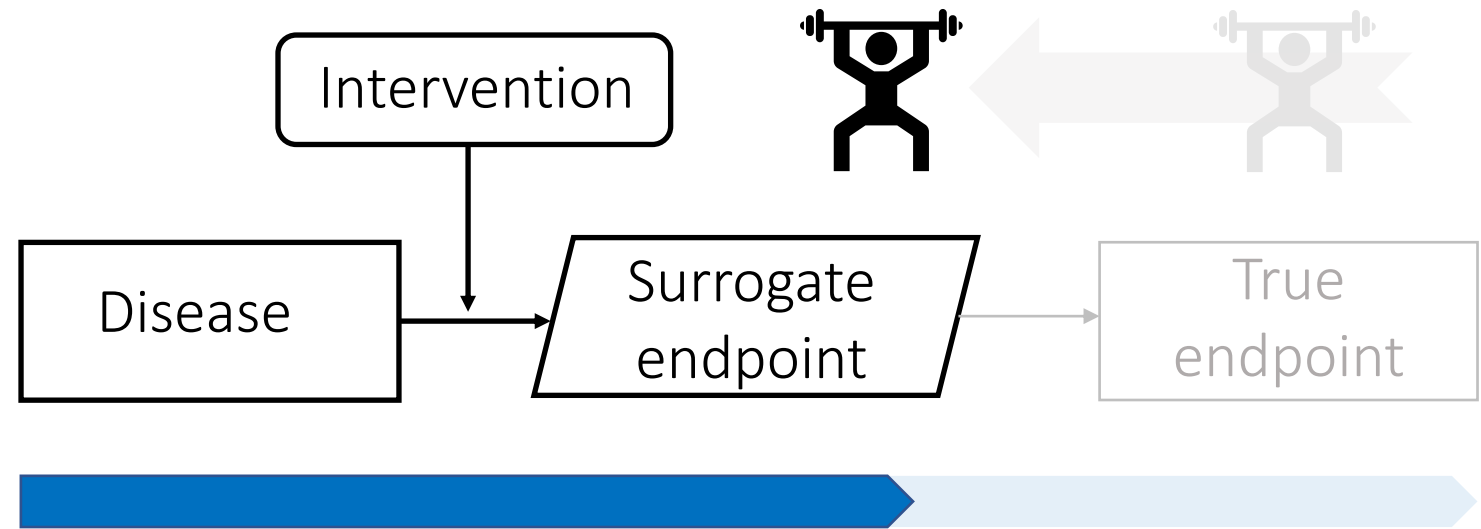 Intervention
Disease
Surrogate
endpoint
True
endpoint